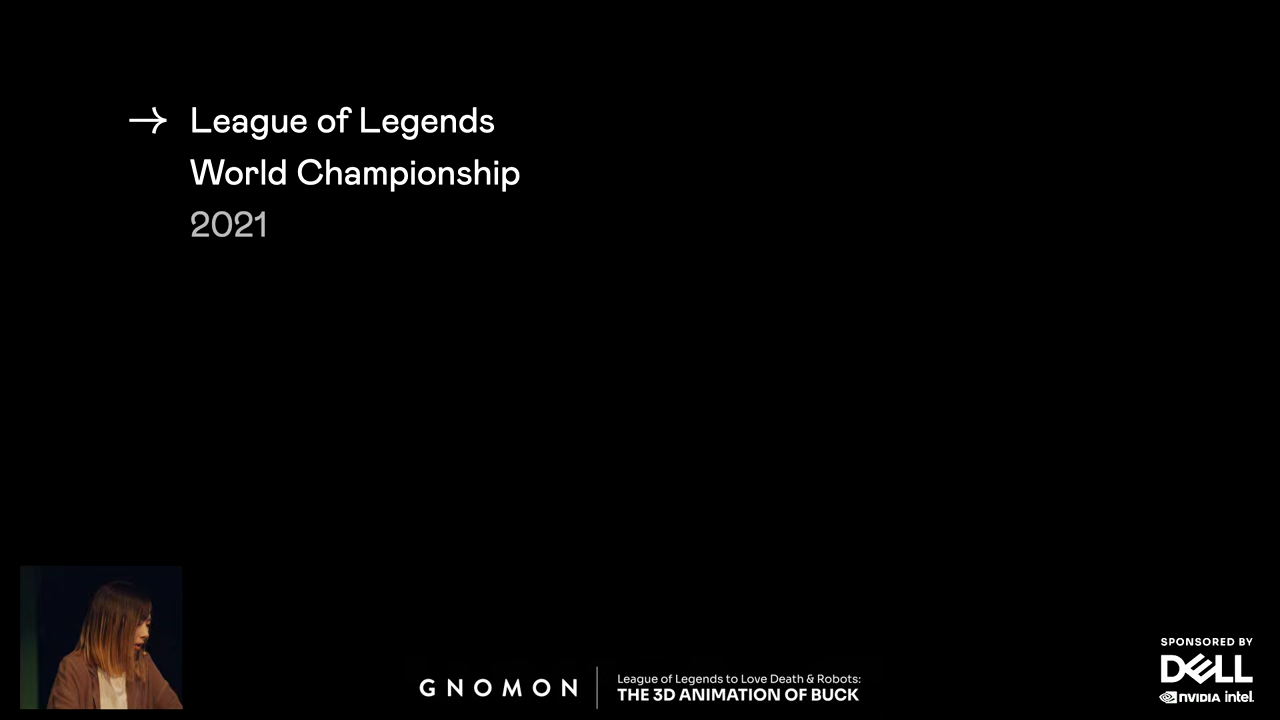 → League of Legends
World Championship
2021
GNOMON
League of Legends to Love Death & Robots:
THE 3D ANIMATION OF BUCK
SPONSORED BY
DELL
NVIDIA intel.